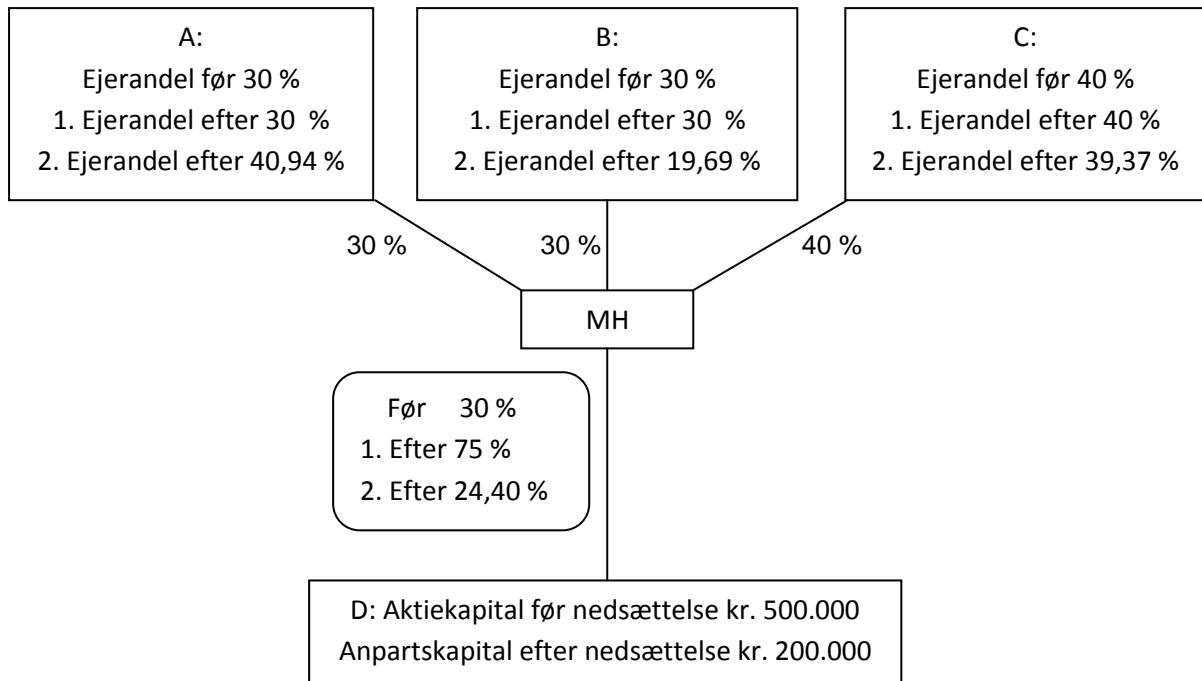 A:
Ejerandel før 30 %
1. Ejerandel efter 30 %
2. Ejerandel efter 40,94 %
B:
Ejerandel før 30 %
1. Ejerandel efter 30 %
2. Ejerandel efter 19,69 %
C:
Ejerandel før 40 %
1. Ejerandel efter 40 %
2. Ejerandel efter 39,37 %
30 %
30 %
40 %
MH
Før 30 %
1. Efter 75 %
2. Efter 24,40 %
D: Aktiekapital før nedsættelse kr. 500.000
Anpartskapital efter nedsættelse kr. 200.000